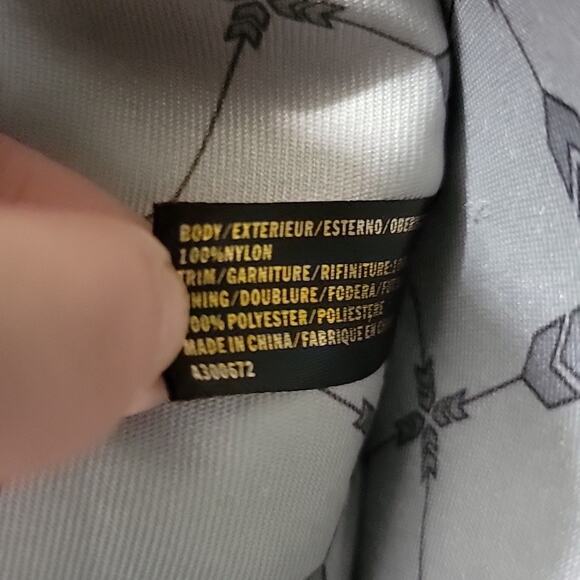 BODY/EXTERIEUR/ESTERNO/
100%NYLON
TRIM/GARNITURE/RIFINITURE:
/DOUBLURE/FODERA/
100% POLYESTER/POLIESTERE
MADE IN CHINA/FABRIQUE EN
A300672